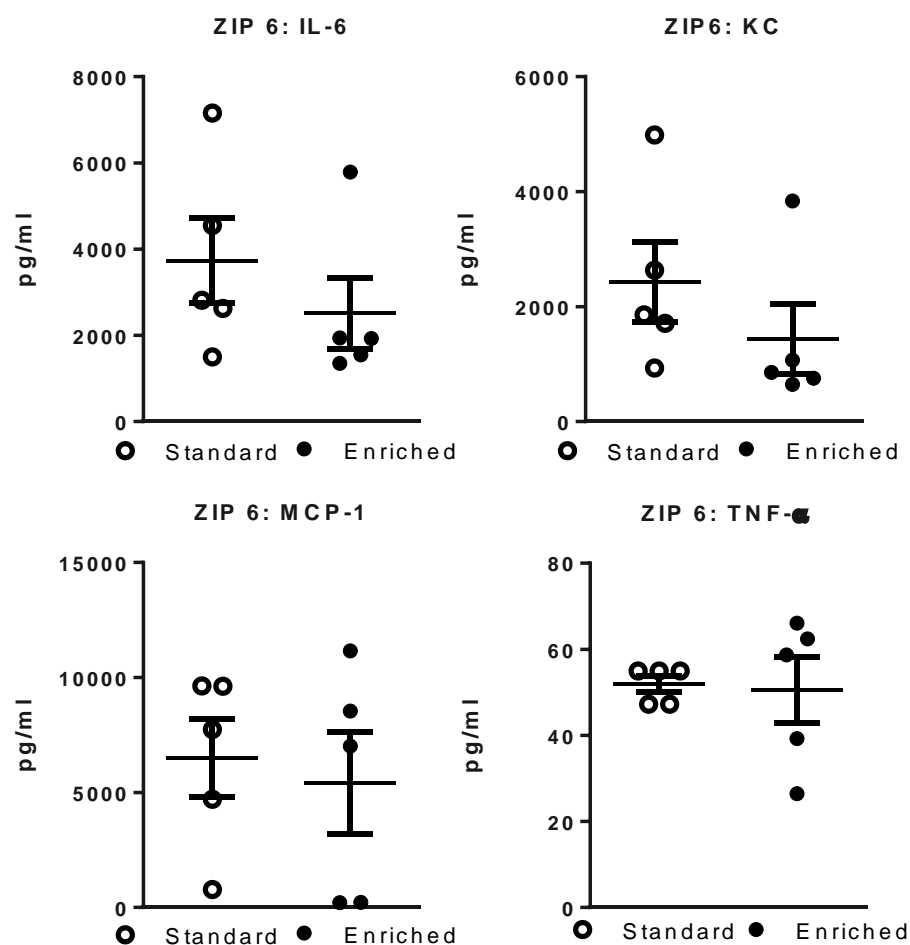 ZIP 6: IL-6
8000
6000
4000
2000
0
pg/ml
Standard Enriched
ZIP6: KC
6000
4000
2000
0
pg/ml
Standard Enriched
ZIP 6: MCP-1
15000
10000
5000
0
pg/ml
Standard Enriched
ZIP 6: TNF-α
80
60
40
20
0
pg/ml
Standard Enriched